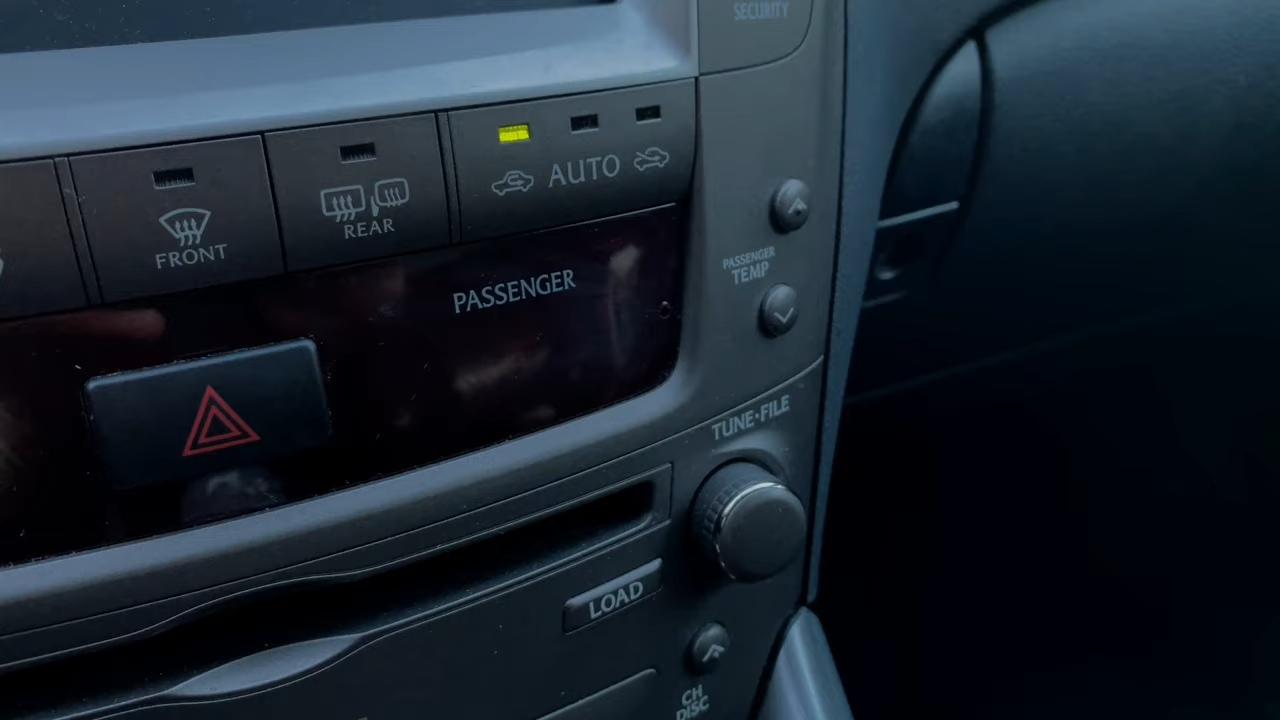 SECURITY
FRONT
REAR
AUTO
PASSENGER
PASSENGER
TEMP
TUNE•FILE
LOAD
CH
DISC